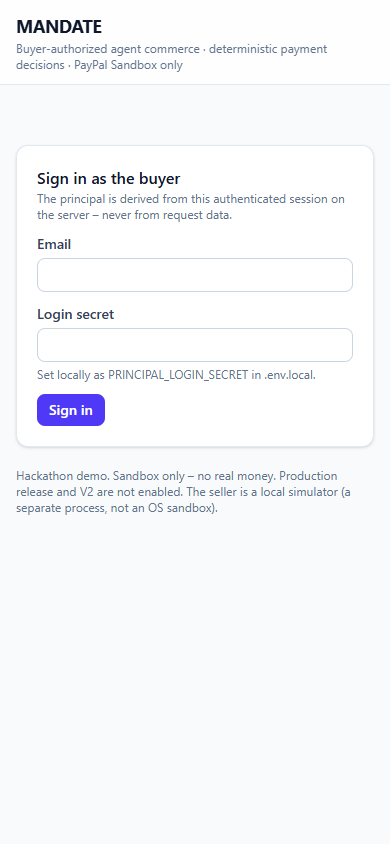 MANDATE
Buyer-authorized agent commerce · deterministic payment
decisions · PayPal Sandbox only
Sign in as the buyer
The principal is derived from this authenticated session on
the server – never from request data.
Email
Login secret
Set locally as PRINCIPAL_LOGIN_SECRET in .env.local.
Sign in
Hackathon demo. Sandbox only – no real money. Production
release and V2 are not enabled. The seller is a local simulator (a
separate process, not an OS sandbox).